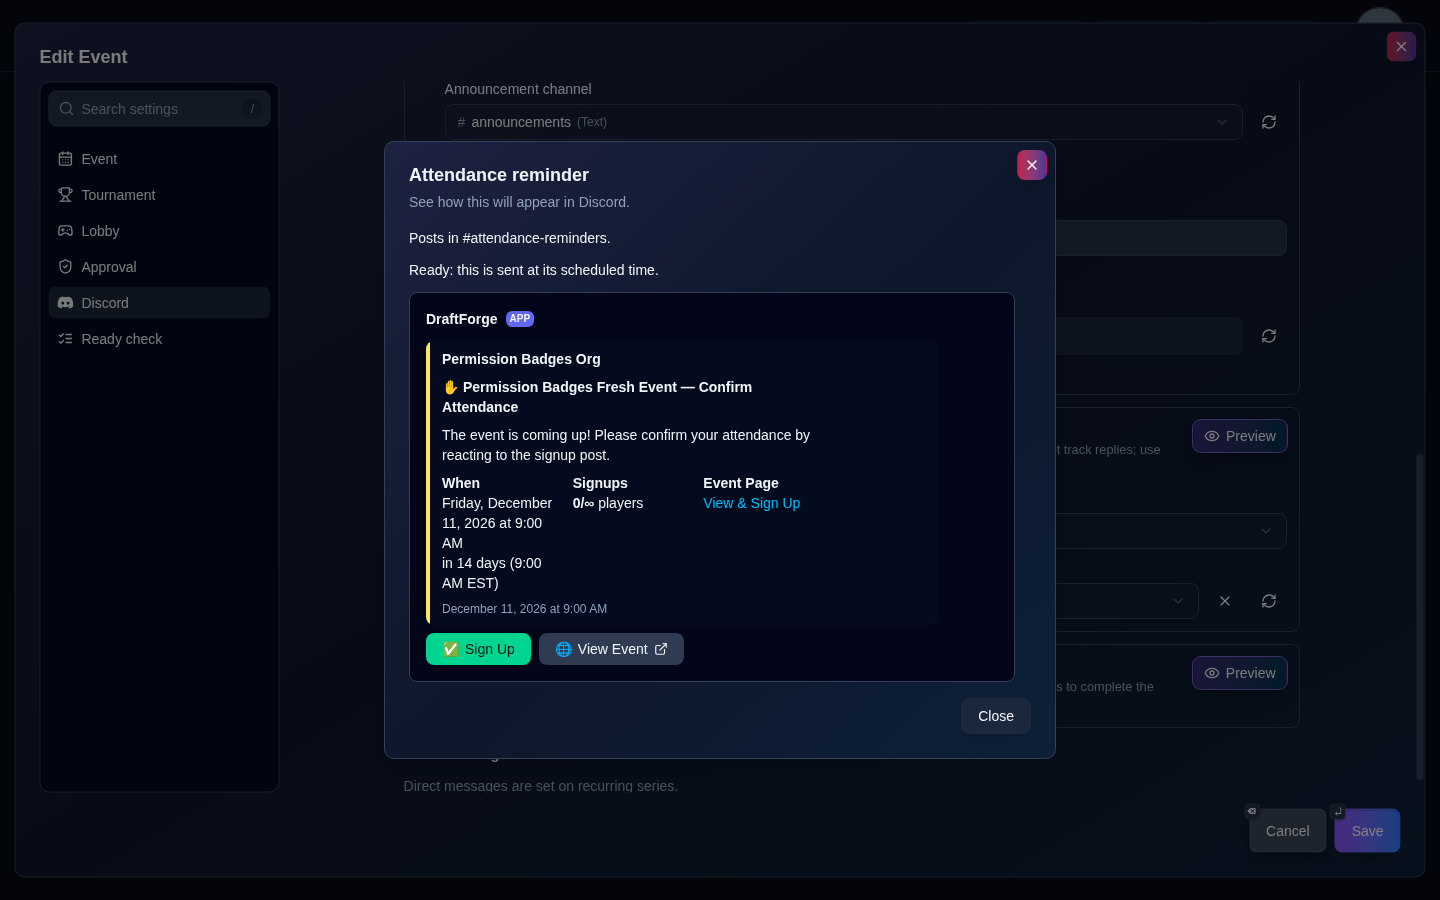 Edit Event
Search settings /
Event
Tournament
Lobby
Approval
Discord
Ready check
Announcement channel
# announcements (Text)
Attendance reminder
See how this will appear in Discord.
Posts in #attendance-reminders.
Ready: this is sent at its scheduled time.
DraftForge APP
Permission Badges Org
✋ Permission Badges Fresh Event — Confirm
Attendance
The event is coming up! Please confirm your attendance by
reacting to the signup post.
When
Friday, December
11, 2026 at 9:00
AM
in 14 days (9:00
AM EST)
Signups
0/∞ players
Event Page
View & Sign Up
December 11, 2026 at 9:00 AM
✅ Sign Up
🌐 View Event
Close
Preview
t track replies; use
Preview
s to complete the
Direct messages are set on recurring series.
Cancel
Save